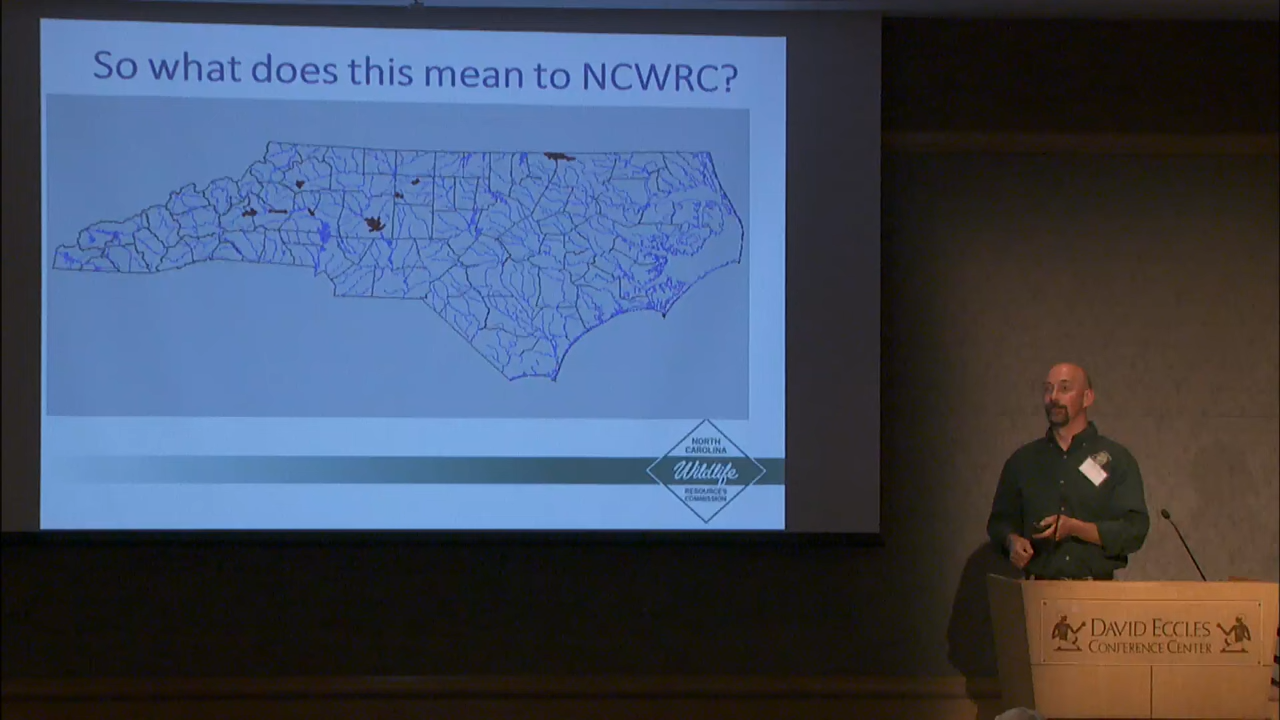 So what does this mean to NCWRC?
NORTH
CAROLINA
Wildlife
RESOURCES
COMMISSION
DAVID ECCLES
CONFERENCE CENTER